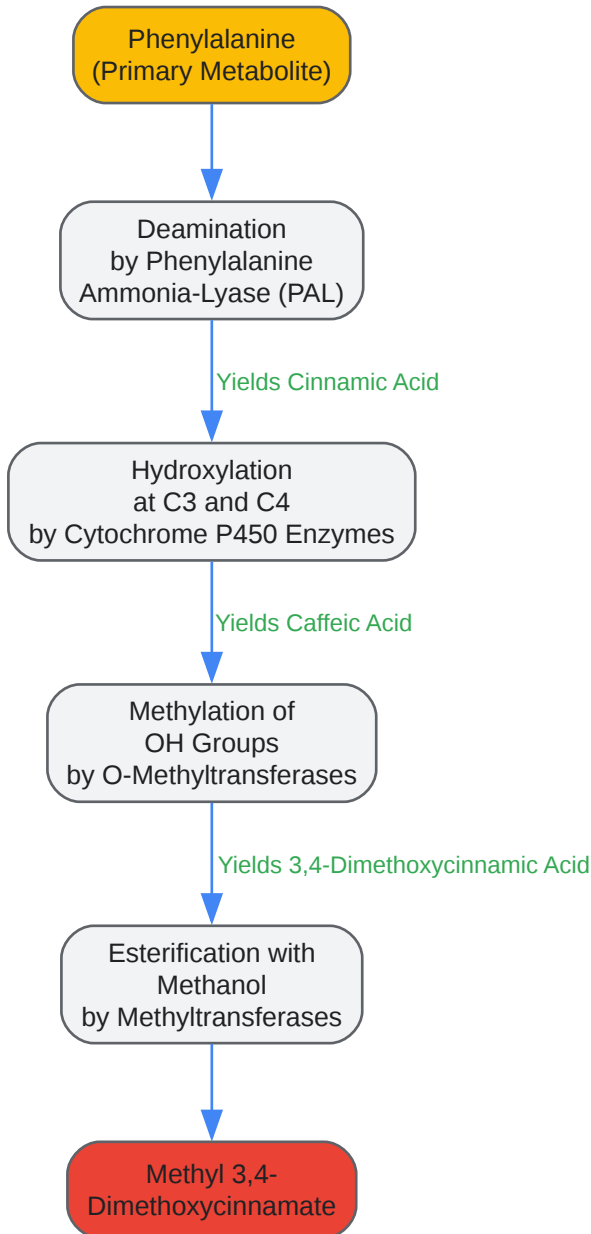 Phenylalanine
(Primary Metabolite)
Deamination
by Phenylalanine
Ammonia-Lyase (PAL)
Yields Cinnamic Acid
Hydroxylation
at C3 and C4
by Cytochrome P450 Enzymes
Yields Caffeic Acid
Methylation of
OH Groups
by O-Methyltransferases
Yields 3,4-Dimethoxycinnamic Acid
Esterification with
Methanol
by Methyltransferases
Methyl 3,4-
Dimethoxycinnamate